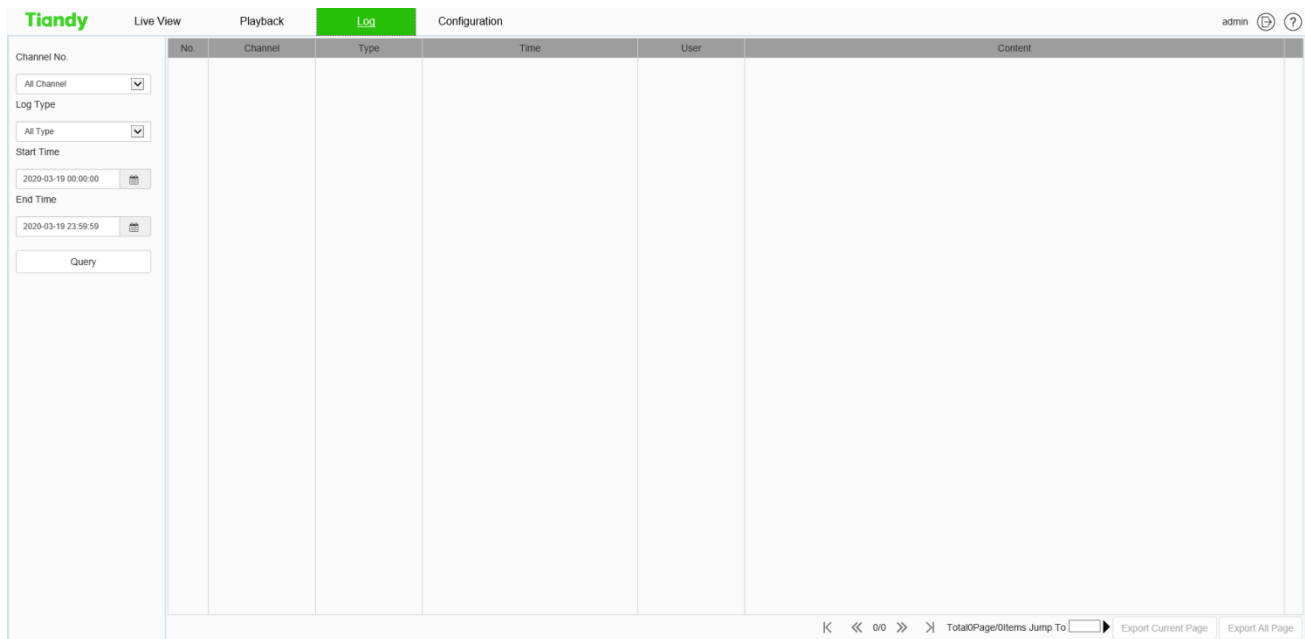 Tiandy Live View Playback Log Configuration admin
Channel No.
All Channel
Log Type
All Type
Start Time
2020-03-19 00:00:00
End Time
2020-03-19 23:59:59
Query
No. Channel Type Time User Content
0/0 Total0Page/0Items Jump To Export Current Page Export All Page